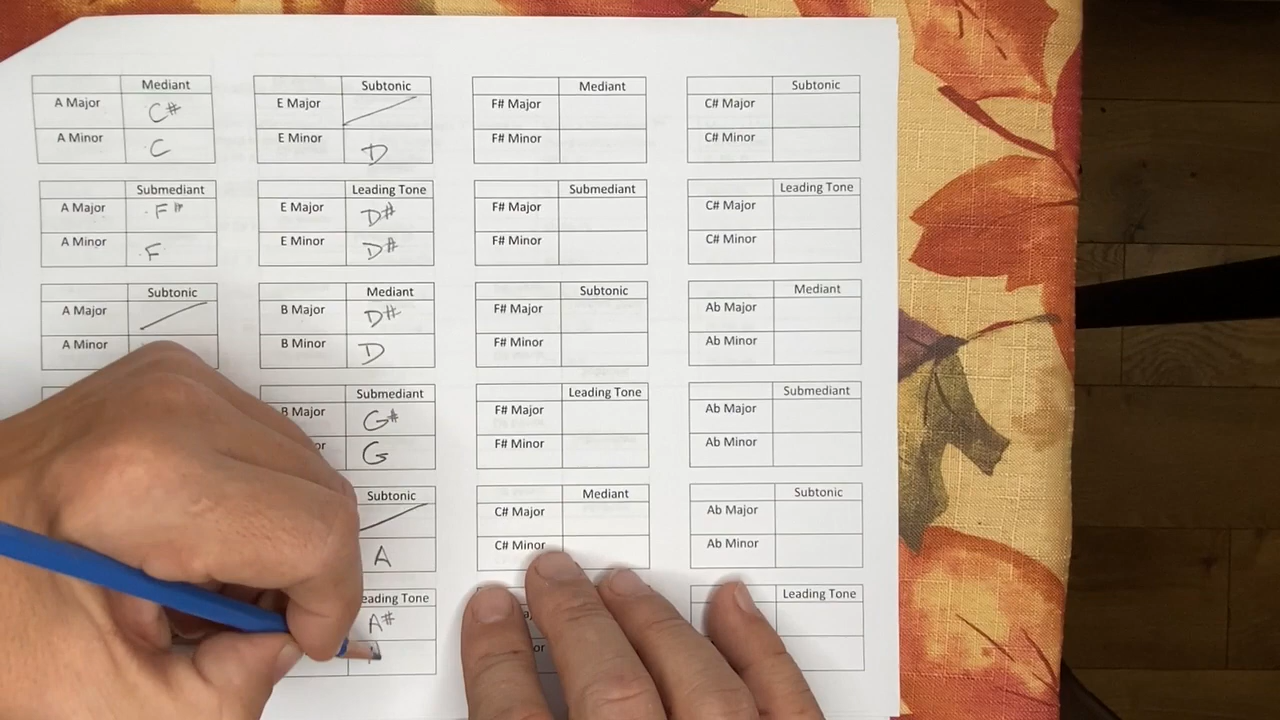 Mediant
A Major C#
A Minor C
Submediant
A Major F#
A Minor F
Subtonic
A Major
A Minor
Subtonic
E Major
E Minor D
Leading Tone
E Major D#
E Minor D#
Mediant
B Major D#
B Minor D
Submediant
B Major G#
or G
Subtonic
A
eading Tone
A#
Mediant
F# Major
F# Minor
Submediant
F# Major
F# Minor
Subtonic
F# Major
F# Minor
Leading Tone
F# Major
F# Minor
Mediant
C# Major
C# Minor
Subtonic
C# Major
C# Minor
Leading Tone
C# Major
C# Minor
Mediant
Ab Major
Ab Minor
Submediant
Ab Major
Ab Minor
Subtonic
Ab Major
Ab Minor
Leading Tone